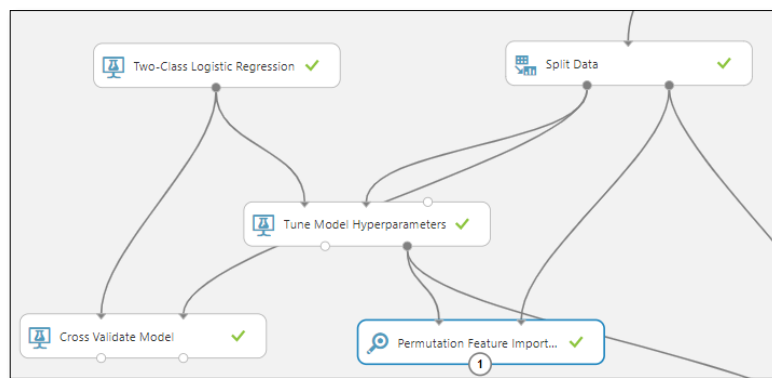 Two-Class Logistic Regression
Split Data
Tune Model Hyperparameters
Cross Validate Model
Permutation Feature Import...
1